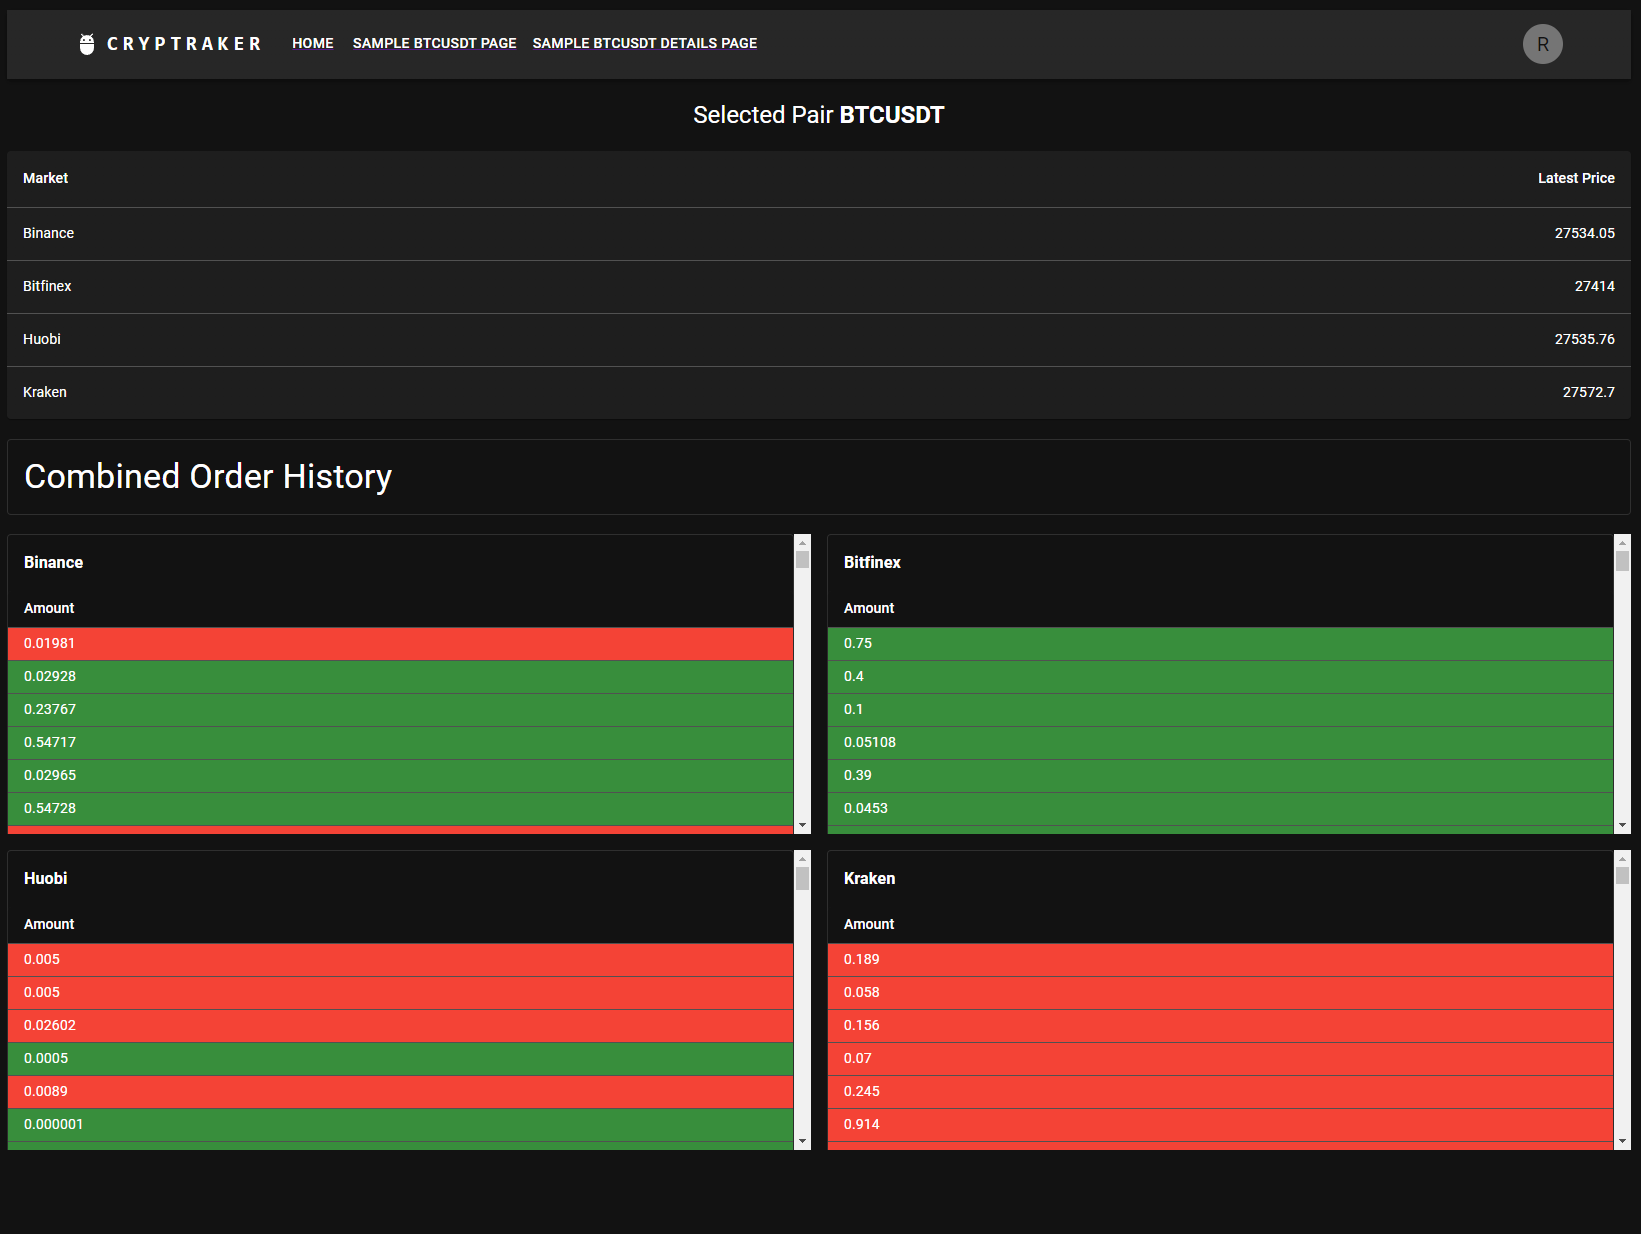 CRYPTRAKER HOME SAMPLE BTCUSDT PAGE SAMPLE BTCUSDT DETAILS PAGE R
Selected Pair BTCUSDT
Market Latest Price
Binance 27534.05
Bitfinex 27414
Huobi 27535.76
Kraken 27572.7
Combined Order History
Binance
Amount
0.01981
0.02928
0.23767
0.54717
0.02965
0.54728
Bitfinex
Amount
0.75
0.4
0.1
0.05108
0.39
0.0453
Huobi
Amount
0.005
0.005
0.02602
0.0005
0.0089
0.000001
Kraken
Amount
0.189
0.058
0.156
0.07
0.245
0.914